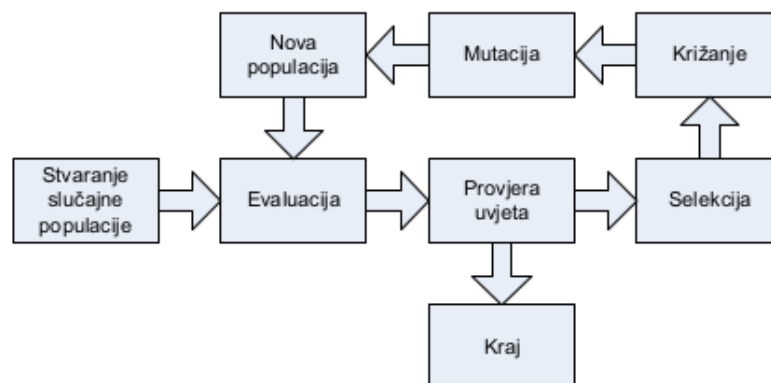 Nova
populacija
Mutacija
Križanje
Stvaranje
slučajne
populacije
Evaluacija
Provjera
uvjeta
Selekcija
Kraj